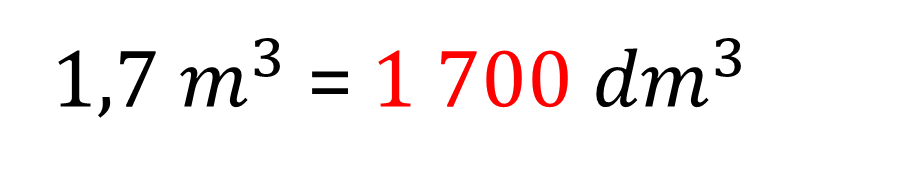 1,7 m³ = 1 700 dm³